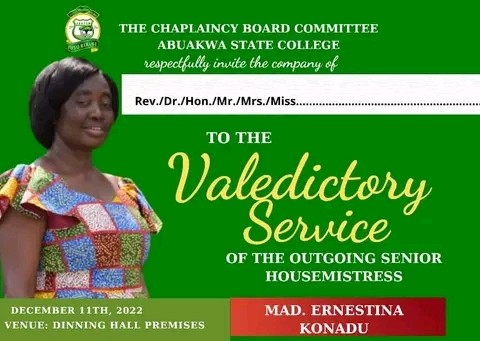 THE CHAPLAINCY BOARD COMMITTEE
ABUAKWA STATE COLLEGE
respectfully invite the company of
Rev./Dr./Hon./Mr./Mrs./Miss.......................................................
TO THE
Valedictory
Service
OF THE OUTGOING SENIOR
HOUSEMISTRESS
DECEMBER 11TH, 2022
VENUE: DINNING HALL PREMISES
MAD. ERNESTINA
KONADU